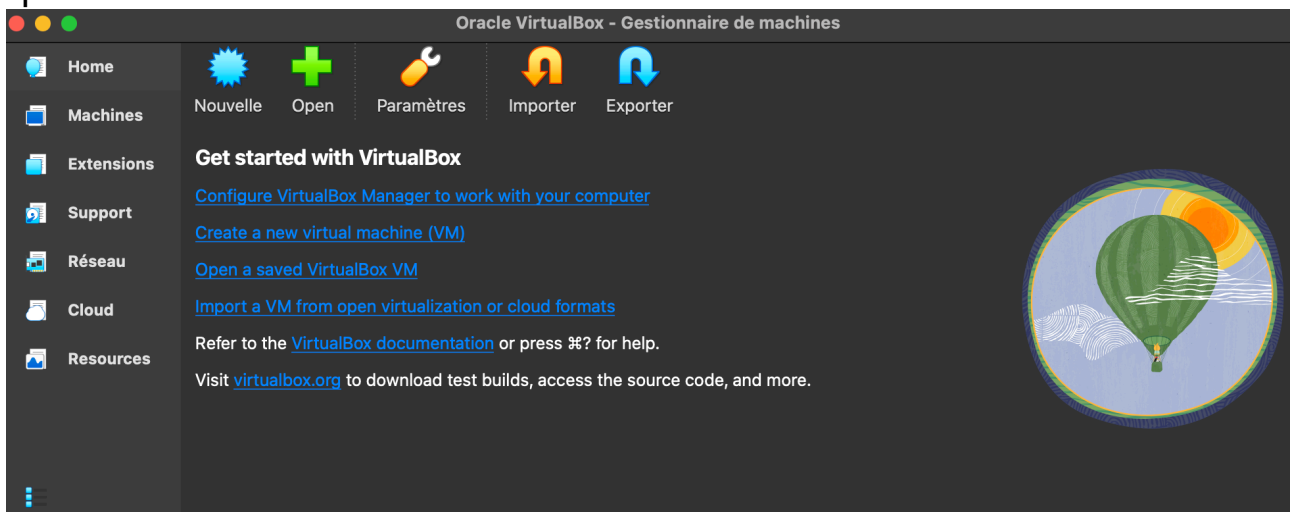 Oracle VirtualBox - Gestionnaire de machines
Home
Machines
Extensions
Support
Réseau
Cloud
Resources
Nouvelle Open Paramètres Importer Exporter
Get started with VirtualBox
Configure VirtualBox Manager to work with your computer
Create a new virtual machine (VM)
Open a saved VirtualBox VM
Import a VM from open virtualization or cloud formats
Refer to the VirtualBox documentation or press ⌘? for help.
Visit virtualbox.org to download test builds, access the source code, and more.